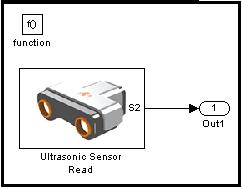 f()
function
S2
1
Out1
Ultrasonic Sensor
Read